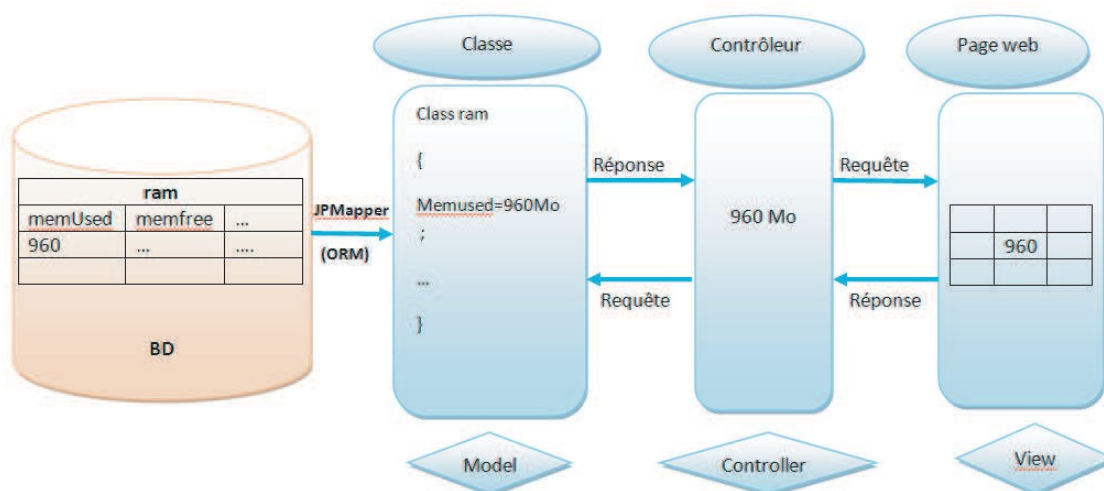 Classe
Contrôleur
Page web
Class ram
{
Memused=960Mo
;
...
}
ram
memUsed memfree ...
960 ... ....
BD
JPMapper
(ORM)
Réponse
Requête
960 Mo
Requête
Réponse
960
Model
Controller
View